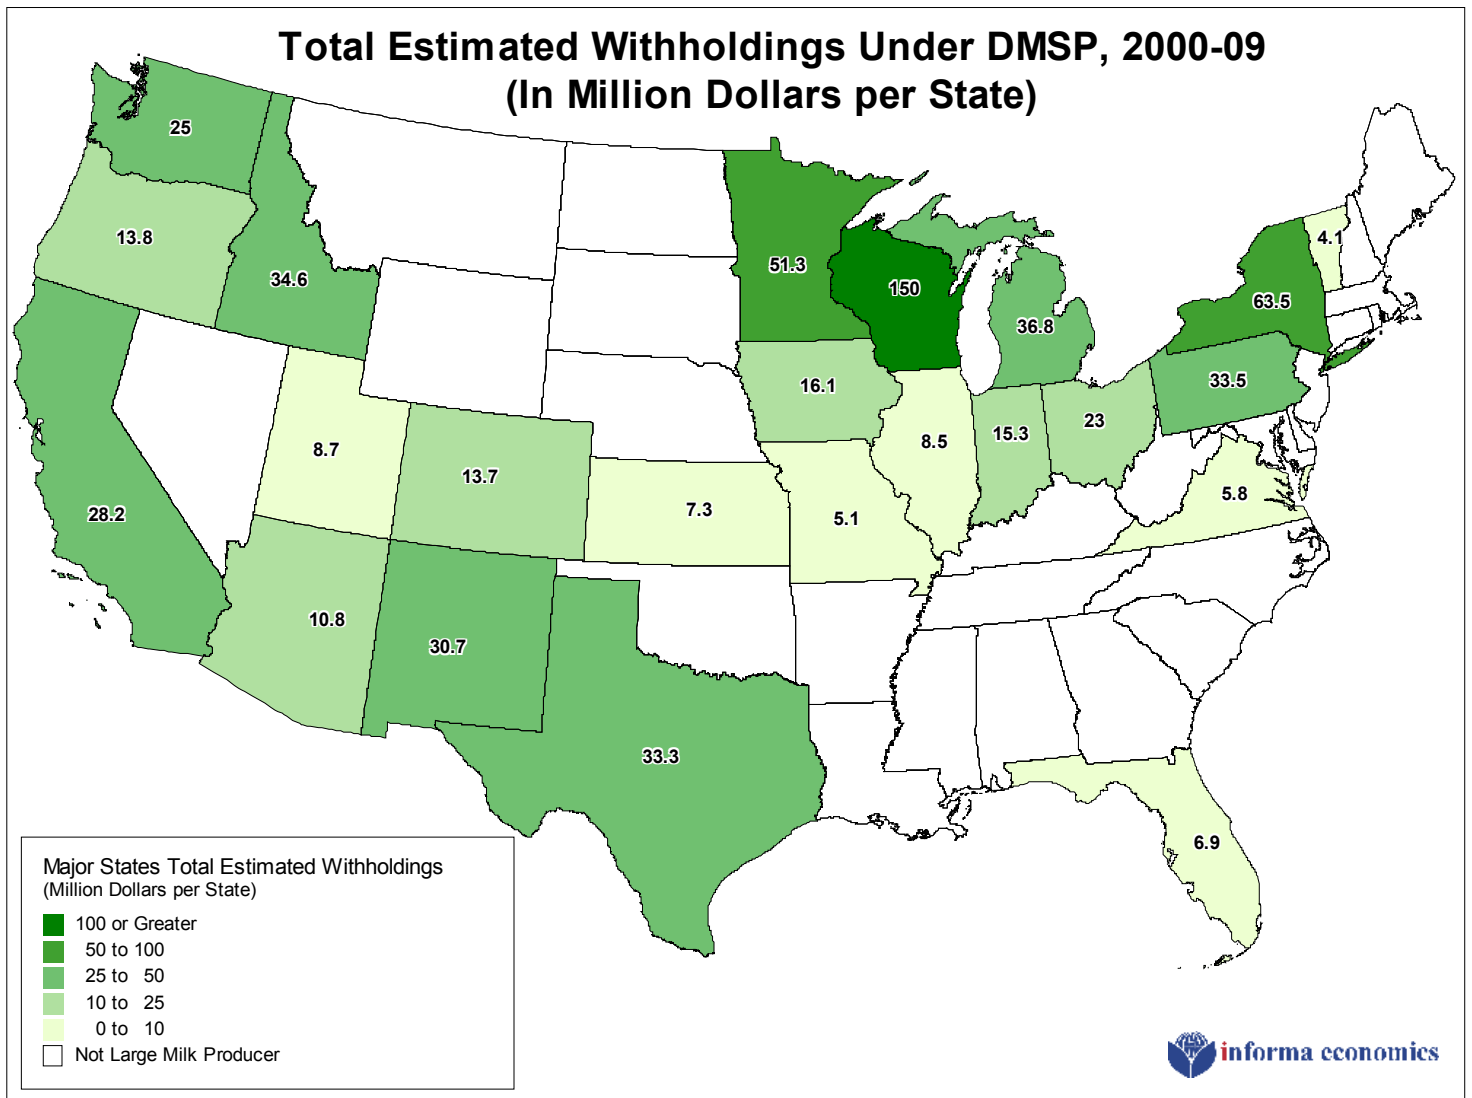 Total Estimated Withholdings Under DMSP, 2000-09
(In Million Dollars per State)
25
13.8
34.6
51.3
150
36.8
4.1
63.5
33.5
16.1
8.5
15.3
23
8.7
13.7
7.3
5.1
5.8
28.2
10.8
30.7
33.3
6.9
Major States Total Estimated Withholdings
(Million Dollars per State)
100 or Greater
50 to 100
25 to 50
10 to 25
0 to 10
Not Large Milk Producer
informa economics